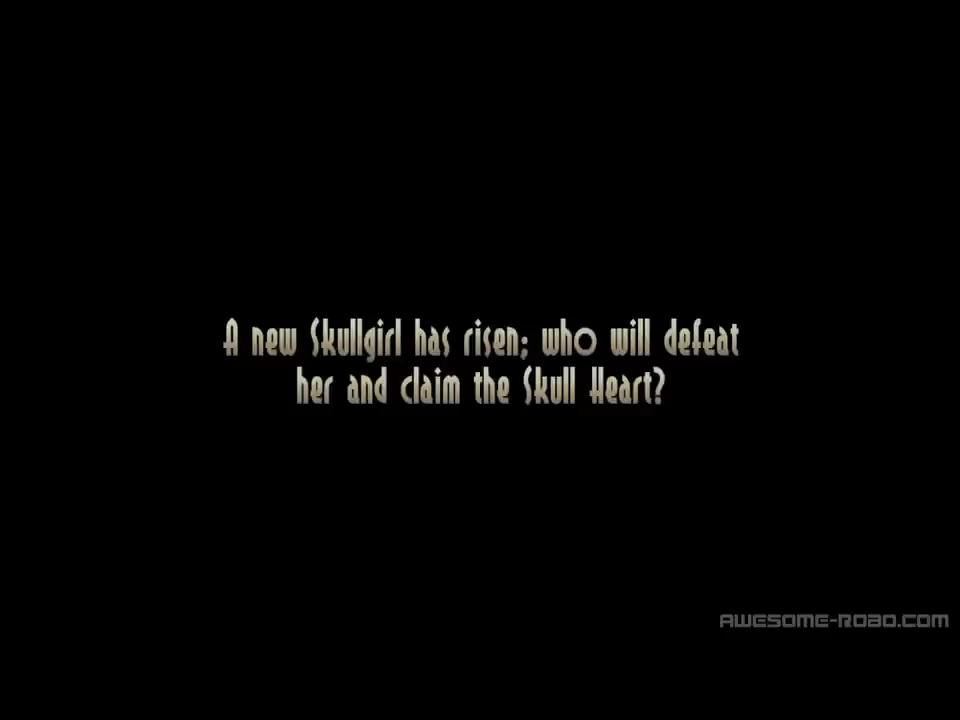 A new Skullgirl has risen; who will defeat
her and claim the Skull Heart?
AWESOME-ROBO.COM